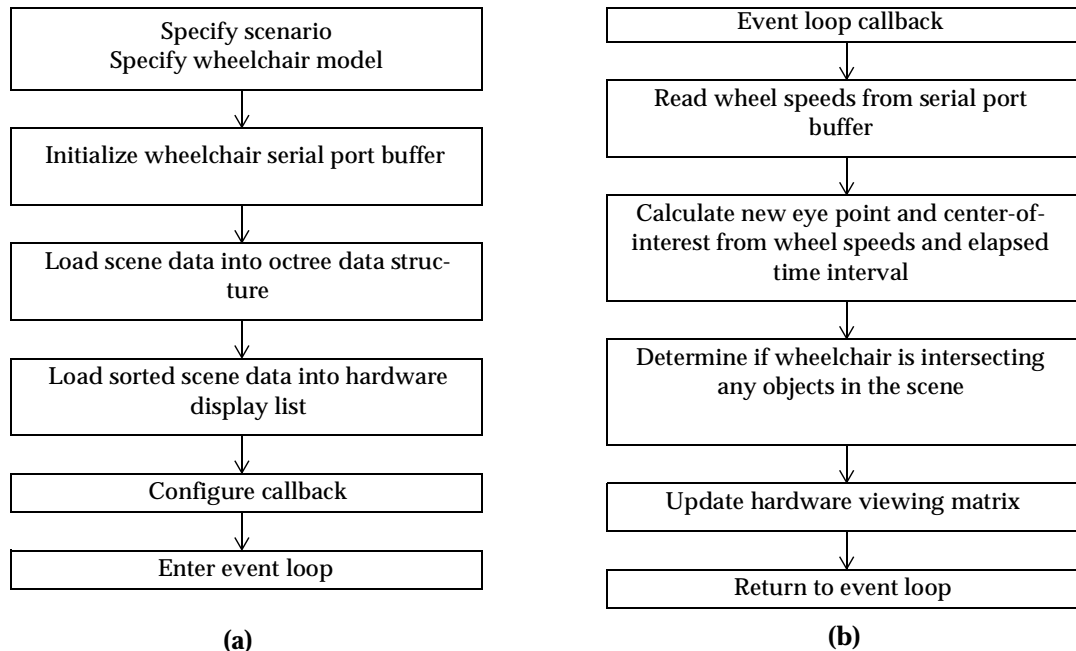 Specify scenario
Specify wheelchair model
Initialize wheelchair serial port buffer
Load scene data into octree data struc-
ture
Load sorted scene data into hardware
display list
Configure callback
Enter event loop
(a)
Event loop callback
Read wheel speeds from serial port
buffer
Calculate new eye point and center-of-
interest from wheel speeds and elapsed
time interval
Determine if wheelchair is intersecting
any objects in the scene
Update hardware viewing matrix
Return to event loop
(b)